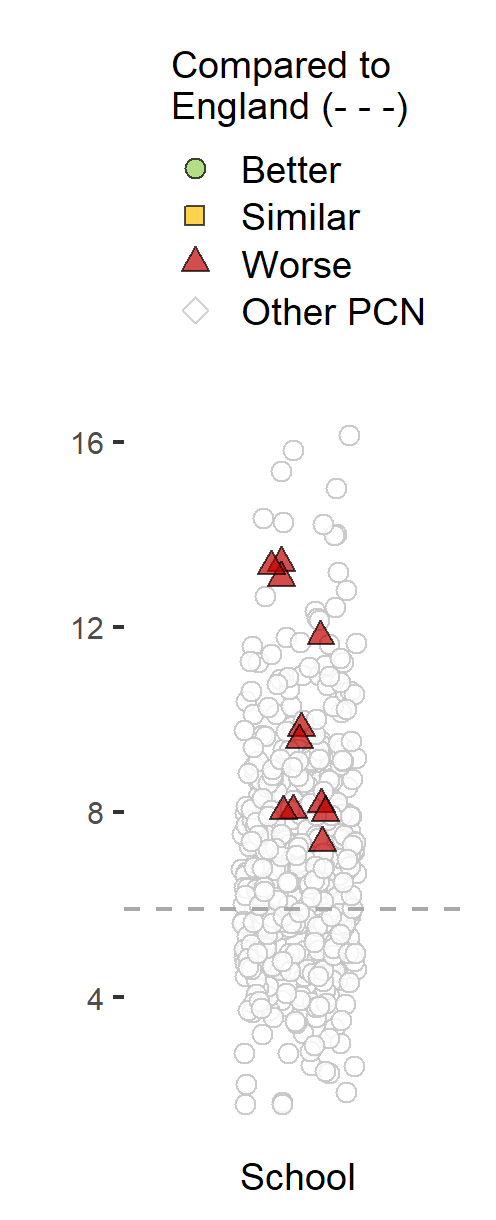 Compared to
England (- - -)
Better
Similar
Worse
Other PCN
16
12
8
4
School